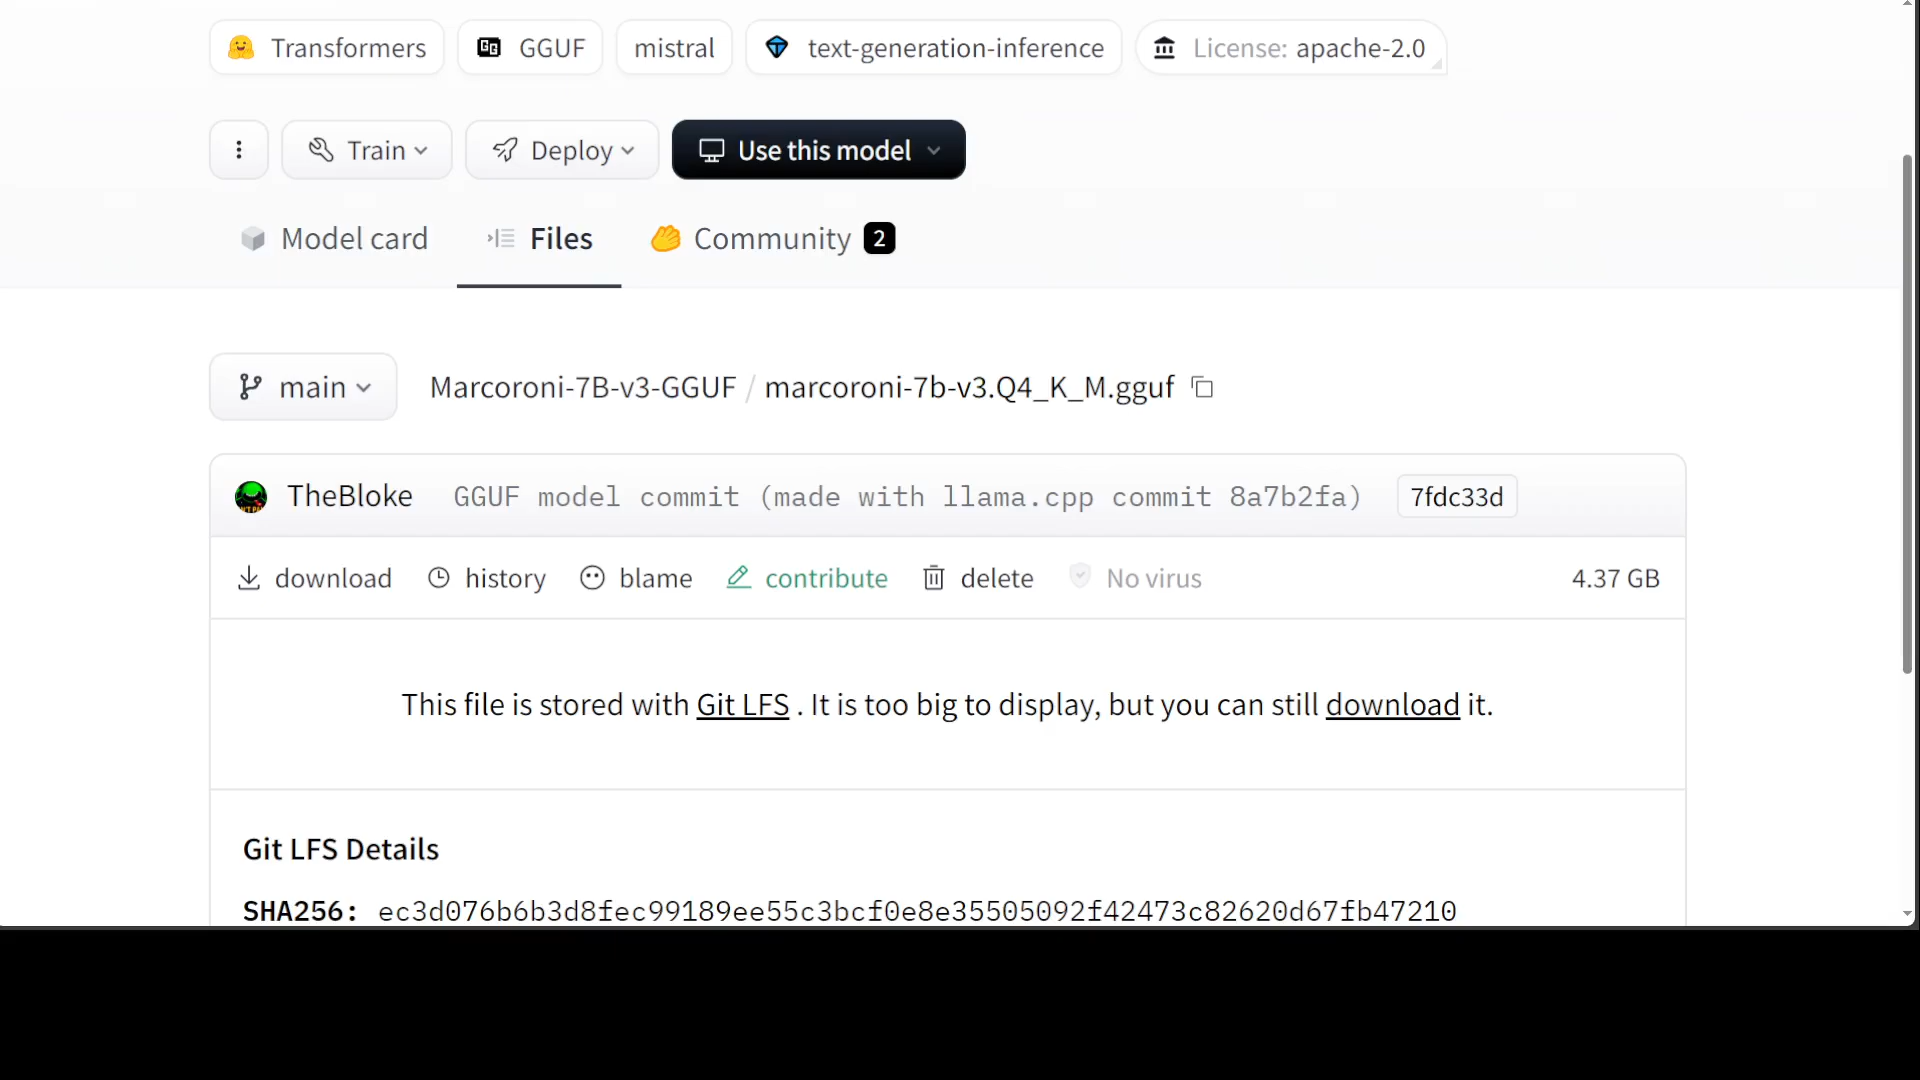 Transformers GGUF mistral text-generation-inference License: apache-2.0
Train Deploy Use this model
Model card Files Community 2
main Marcoroni-7B-v3-GGUF / marcoroni-7b-v3.Q4_K_M.gguf
TheBloke GGUF model commit (made with llama.cpp commit 8a7b2fa) 7fdc33d
download history blame contribute delete No virus 4.37 GB
This file is stored with Git LFS . It is too big to display, but you can still download it.
Git LFS Details
SHA256: ec3d076b6b3d8fec99189ee55c3bcf0e8e35505092f42473c82620d67fb47210